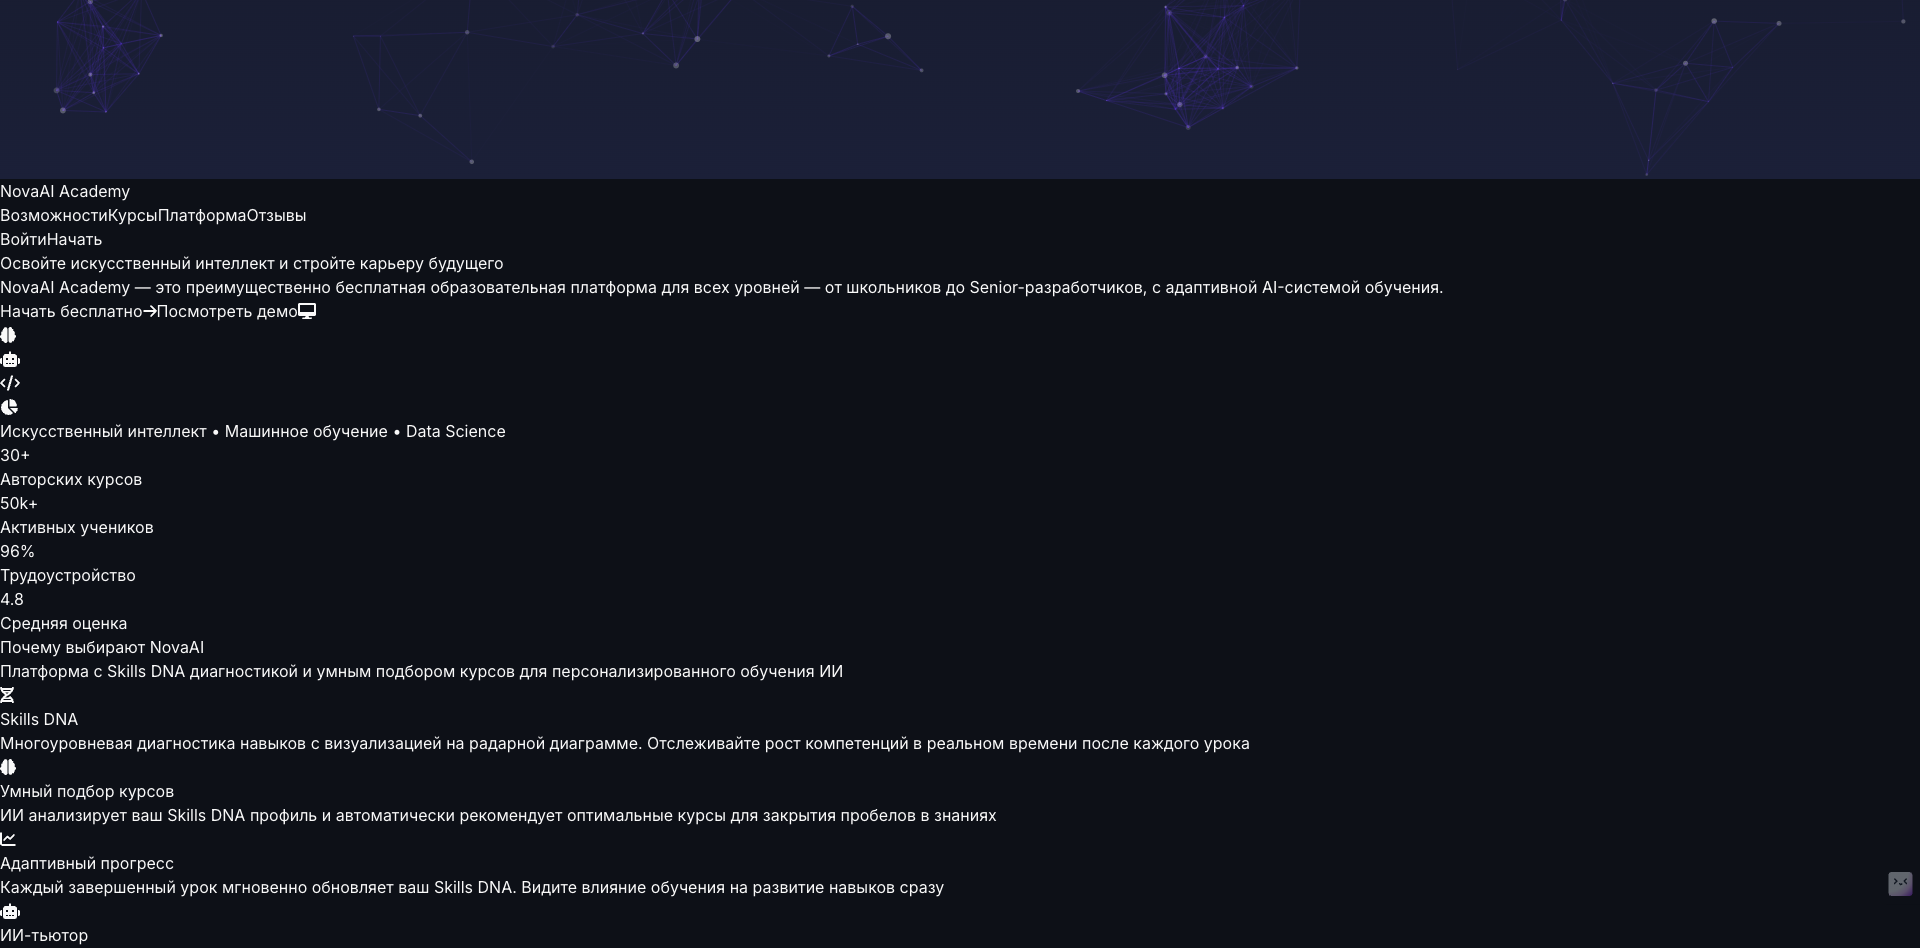 NovaAI Academy
ВозможностиКурсыПлатформаОтзывы
ВойтиНачать
Освойте искусственный интеллект и стройте карьеру будущего
NovaAI Academy — это преимущественно бесплатная образовательная платформа для всех уровней — от школьников до Senior-разработчиков, с адаптивной AI-системой обучения.
Начать бесплатно Посмотреть демо
Искусственный интеллект • Машинное обучение • Data Science
30+
Авторских курсов
50k+
Активных учеников
96%
Трудоустройство
4.8
Средняя оценка
Почему выбирают NovaAI
Платформа с Skills DNA диагностикой и умным подбором курсов для персонализированного обучения ИИ
Skills DNA
Многоуровневая диагностика навыков с визуализацией на радарной диаграмме. Отслеживайте рост компетенций в реальном времени после каждого урока
Умный подбор курсов
ИИ анализирует ваш Skills DNA профиль и автоматически рекомендует оптимальные курсы для закрытия пробелов в знаниях
Адаптивный прогресс
Каждый завершенный урок мгновенно обновляет ваш Skills DNA. Видите влияние обучения на развитие навыков сразу
ИИ-тьютор